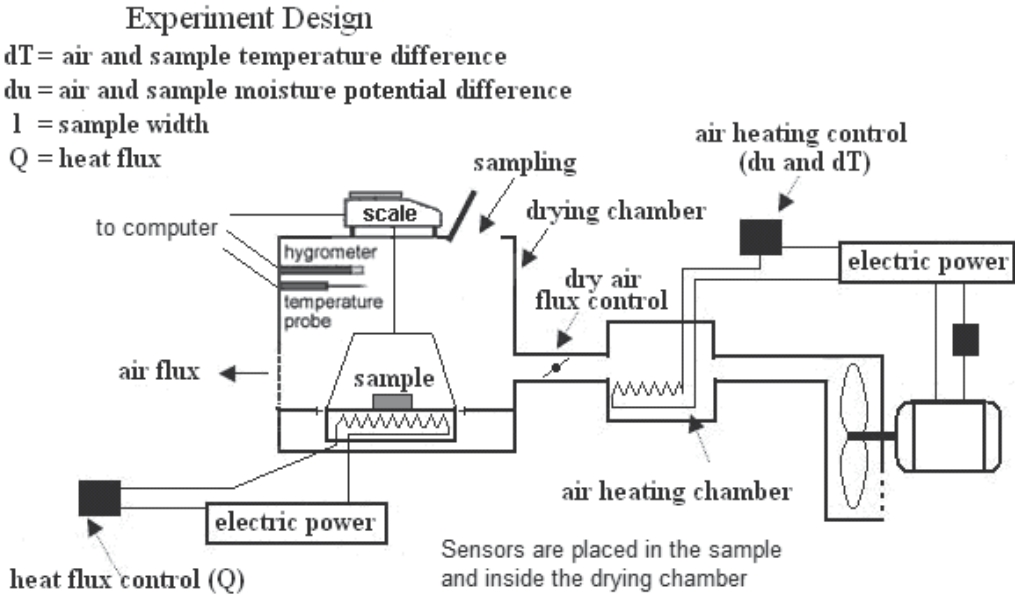 Experiment Design
dT = air and sample temperature difference
du = air and sample moisture potential difference
l = sample width
Q = heat flux
sampling
air heating control
(du and dT)
scale
drying chamber
to computer
hygrometer
temperature
probe
dry air
flux control
electric power
air flux
sample
air heating chamber
electric power
heat flux control (Q)
Sensors are placed in the sample
and inside the drying chamber